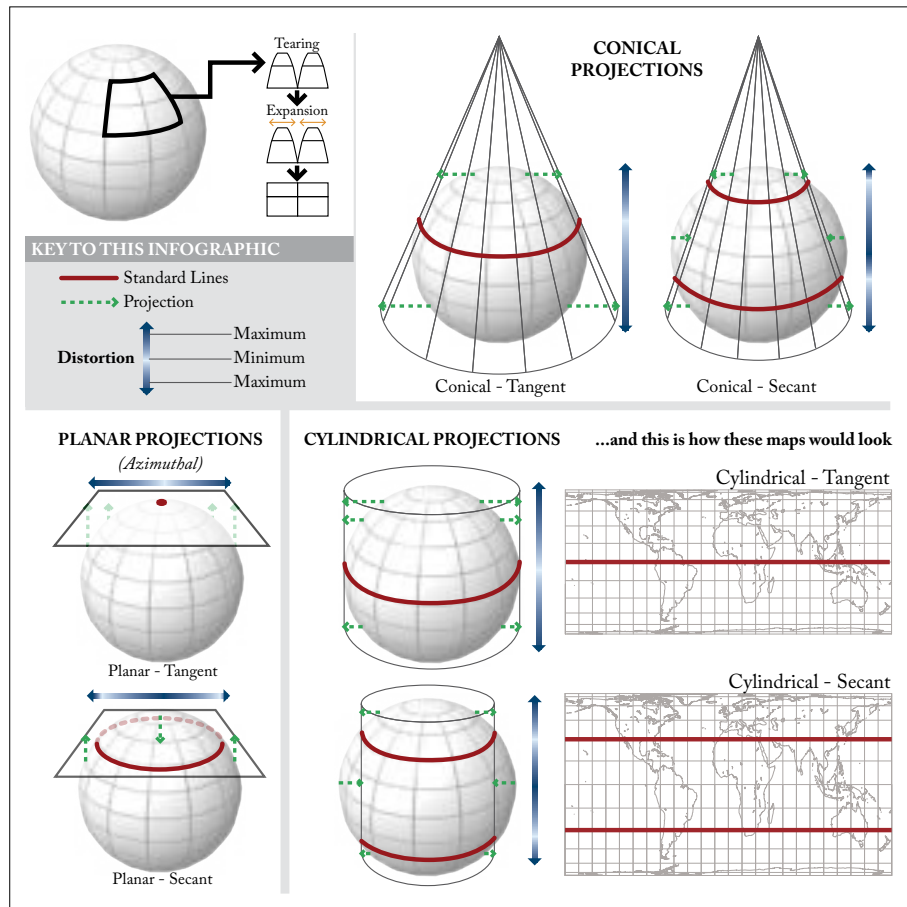 Tearing
Expansion
CONICAL
PROJECTIONS
KEY TO THIS INFOGRAPHIC
Standard Lines
Projection
Distortion
Maximum
Minimum
Maximum
Conical - Tangent
Conical - Secant
PLANAR PROJECTIONS
(Azimuthal)
Planar - Tangent
Planar - Secant
CYLINDRICAL PROJECTIONS
...and this is how these maps would look
Cylindrical - Tangent
Cylindrical - Secant